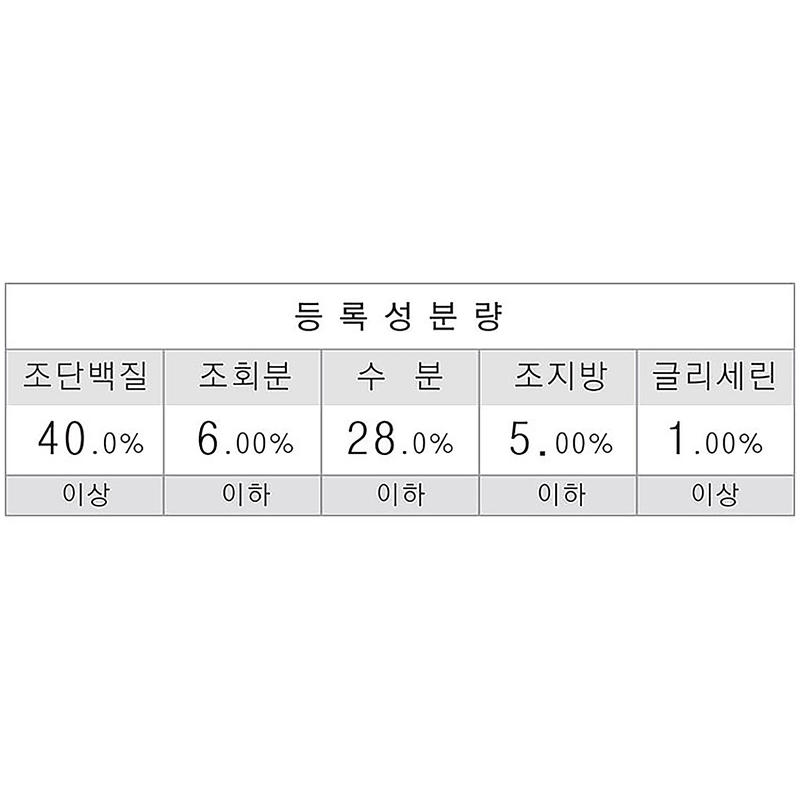 등록성분량
조단백질 조회분 수 분 조지방 글리세린
40.0% 6.00% 28.0% 5.00% 1.00%
이상 이하 이하 이하 이상